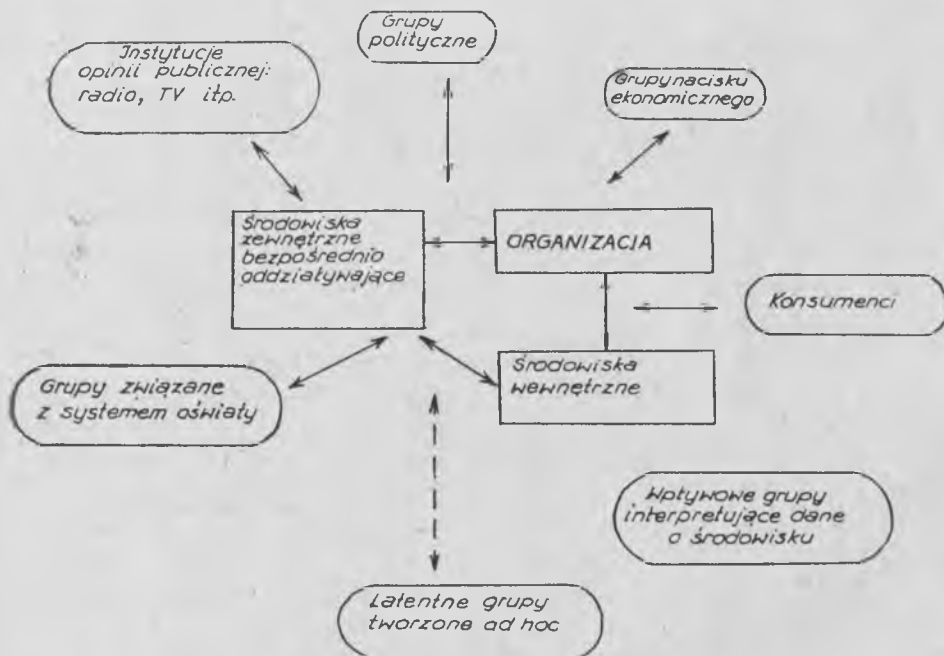 Grupy
polityczne
Instytucje
opinii publicznej:
radio, TV itp.
Grupy nacisku
ekonomicznego
Środowiska
zewnętrzne
bezpośrednio
oddziaływające
ORGANIZACJA
Konsumenci
Środowiska
wewnętrzne
Grupy związane
z systemem oświaty
Wpływowe grupy
interpretujące dane
o środowisku
Latentne grupy
tworzone ad hoc